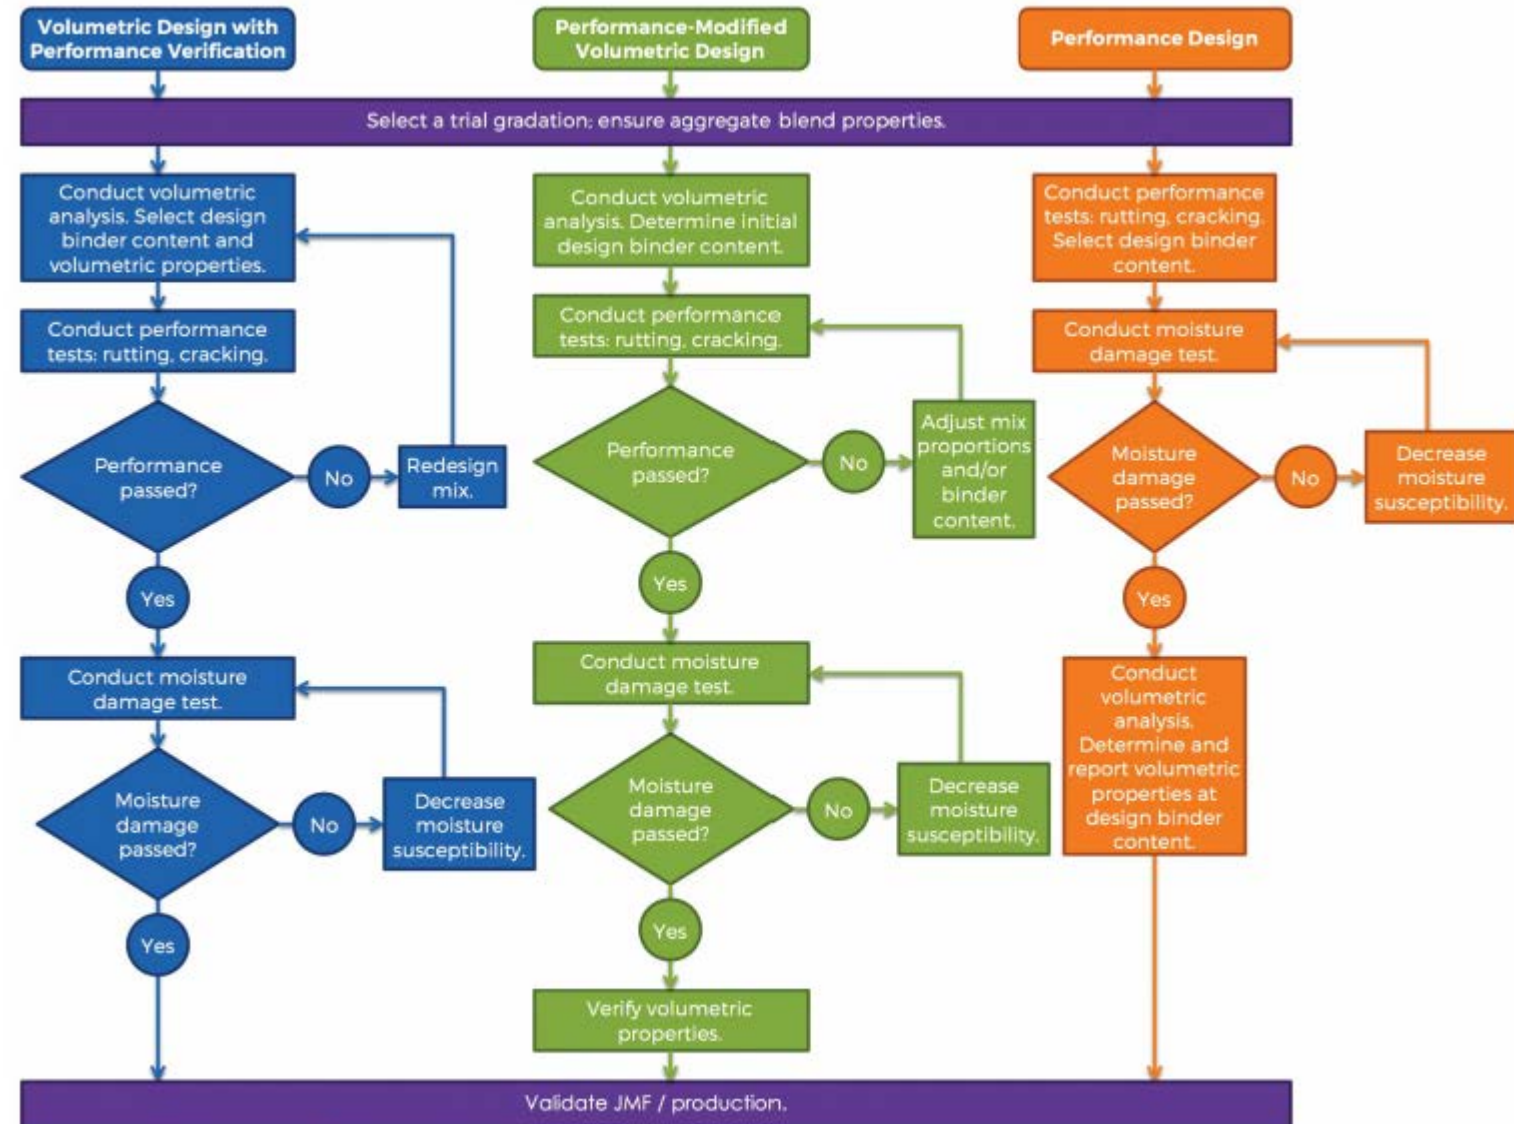 Volumetric Design with
Performance Verification
Performance-Modified
Volumetric Design
Performance Design
Select a trial gradation; ensure aggregate blend properties.
Conduct volumetric
analysis. Select design
binder content and
volumetric properties.
Conduct performance
tests: rutting, cracking.
Performance
passed?
No
Redesign
mix.
Yes
Conduct moisture
damage test.
Moisture
damage
passed?
No
Decrease
moisture
susceptibility.
Yes
Conduct volumetric
analysis. Determine initial
design binder content.
Conduct performance
tests: rutting, cracking.
Performance
passed?
No
Adjust mix
proportions
and/or
binder
content.
Yes
Conduct moisture
damage test.
Moisture
damage
passed?
No
Decrease
moisture
susceptibility.
Yes
Verify volumetric
properties.
Conduct performance
tests: rutting, cracking.
Select design binder
content.
Conduct moisture
damage test.
Moisture
damage
passed?
No
Decrease
moisture
susceptibility.
Yes
Conduct
volumetric
analysis.
Determine and
report volumetric
properties at
design binder
content.
Validate JMF / production.